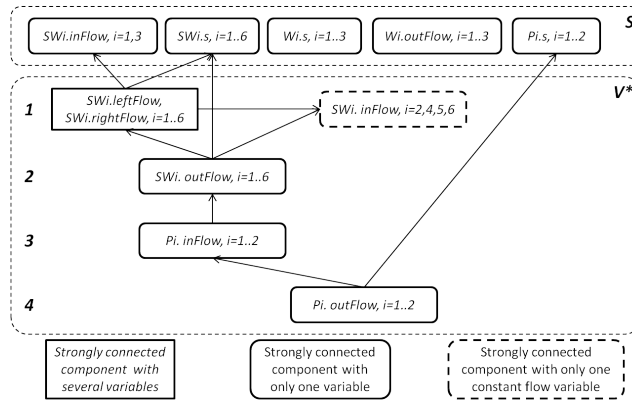 SWi.inFlow, i=1,3
SWi.s, i=1..6
Wi.s, i=1..3
Wi.outFlow, i=1..3
Pi.s, i=1..2
S
V*
1
SWi.leftFlow,
SWi.rightFlow, i=1..6
SWi. inFlow, i=2,4,5,6
2
SWi. outFlow, i=1..6
3
Pi. inFlow, i=1..2
4
Pi. outFlow, i=1..2
Strongly connected
component with
several variables
Strongly connected
component with
only one variable
Strongly connected
component with only one
constant flow variable